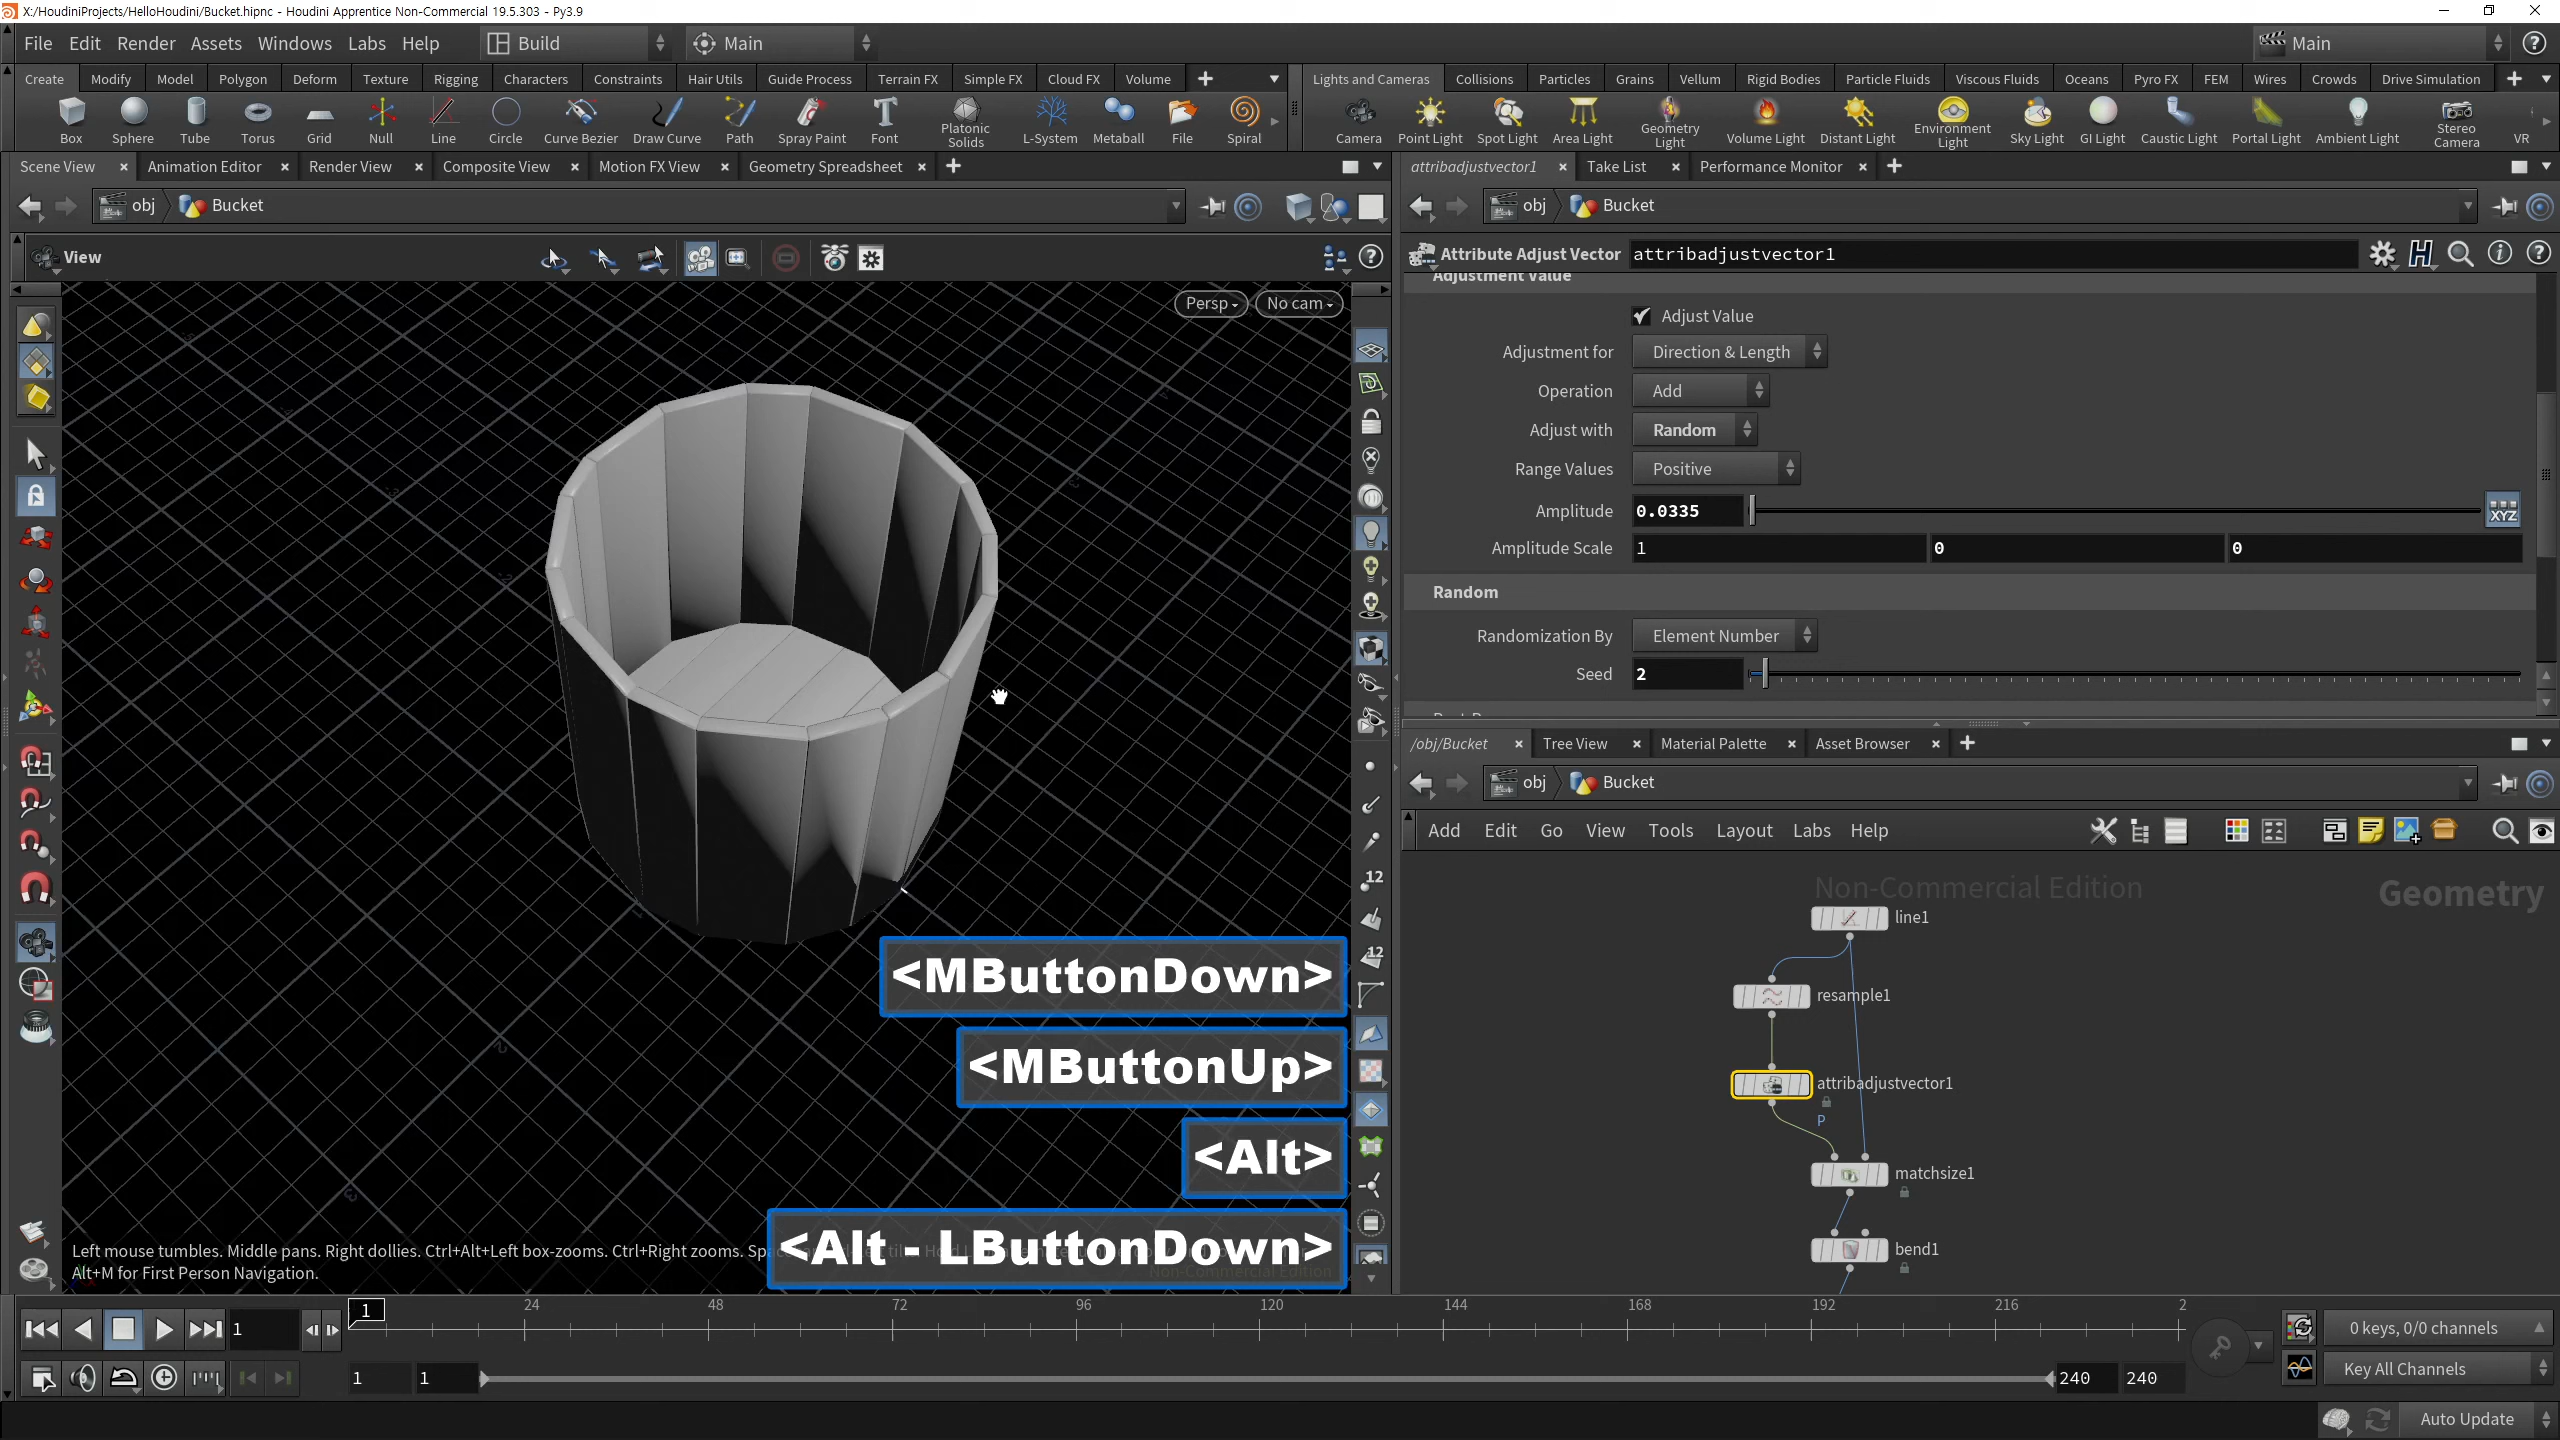 X:/HoudiniProjects/HelloHoudini/Bucket.hipnc - Houdini Apprentice Non-Commercial 19.5.303 - Py3.9
File Edit Render Assets Windows Labs Help Build Main Main
Create Modify Model Polygon Deform Texture Rigging Characters Constraints Hair Utils Guide Process Terrain FX Simple FX Cloud FX Volume
Lights and Cameras Collisions Particles Grains Vellum Rigid Bodies Particle Fluids Viscous Fluids Oceans Pyro FX FEM Wires Crowds Drive Simulation
Box Sphere Tube Torus Grid Null Line Circle Curve Bezier Draw Curve Path Spray Paint Font Platonic Solids L-System Metaball File Spiral
Camera Point Light Spot Light Area Light Geometry Light Volume Light Distant Light Environment Light Sky Light GI Light Caustic Light Portal Light Ambient Light Stereo Camera VR
Scene View Animation Editor Render View Composite View Motion FX View Geometry Spreadsheet
obj Bucket
View
Persp No cam
attribadjustvector1 Take List Performance Monitor
obj Bucket
Attribute Adjust Vector attribadjustvector1
Adjustment Value
Adjust Value
Adjustment for Direction & Length
Operation Add
Adjust with Random
Range Values Positive
Amplitude 0.0335 XYZ
Amplitude Scale 1 0 0
Random
Randomization By Element Number
Seed 2
/obj/Bucket Tree View Material Palette Asset Browser
obj Bucket
Add Edit Go View Tools Layout Labs Help
Non-Commercial Edition
Geometry
line1
resample1
attribadjustvector1
P
matchsize1
bend1
12
12
<MButtonDown>
<MButtonUp>
<Alt>
<Alt - LButtonDown>
Left mouse tumbles. Middle pans. Right dollies. Ctrl+Alt+Left box-zooms. Ctrl+Right zooms.
Alt+M for First Person Navigation.
Non-Commercial Edition
1 1 24 48 72 96 120 144 168 192 216 2
0 keys, 0/0 channels
1 1 240 240
Key All Channels
Auto Update